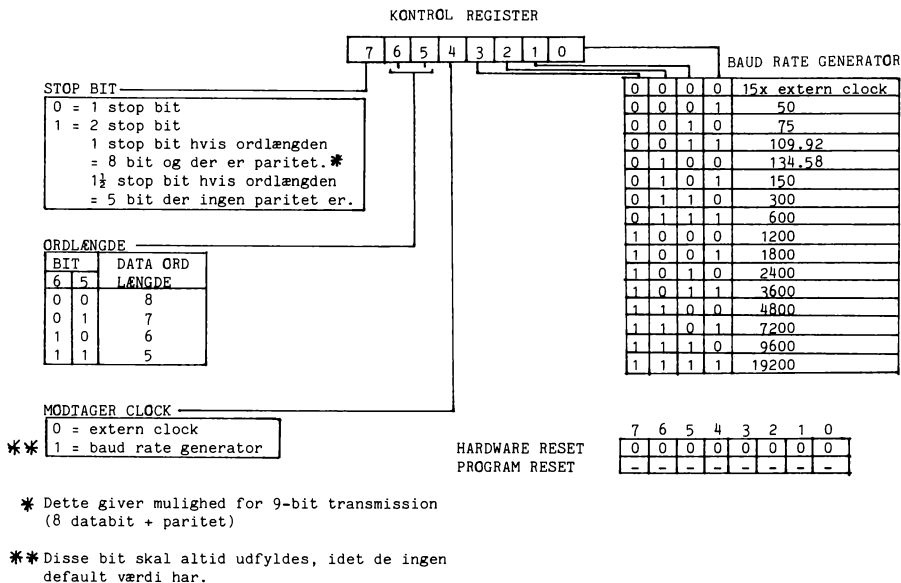 KONTROL REGISTER
7 6 5 4 3 2 1 0
BAUD RATE GENERATOR
0 0 0 0 15x extern clock
0 0 0 1 50
0 0 1 0 75
0 0 1 1 109.92
0 1 0 0 134.58
0 1 0 1 150
0 1 1 0 300
0 1 1 1 600
1 0 0 0 1200
1 0 0 1 1800
1 0 1 0 2400
1 0 1 1 3600
1 1 0 0 4800
1 1 0 1 7200
1 1 1 0 9600
1 1 1 1 19200
STOP BIT
0 = 1 stop bit
1 = 2 stop bit
1 stop bit hvis ordlængden
= 8 bit og der er paritet.*
1½ stop bit hvis ordlængden
= 5 bit der ingen paritet er.
ORDLÆNGDE
BIT DATA ORD
6 5 LÆNGDE
0 0 8
0 1 7
1 0 6
1 1 5
MODTAGER CLOCK
0 = extern clock
** 1 = baud rate generator
7 6 5 4 3 2 1 0
HARDWARE RESET 0 0 0 0 0 0 0 0
PROGRAM RESET - - - - - - - -
* Dette giver mulighed for 9-bit transmission
(8 databit + paritet)
** Disse bit skal altid udfyldes, idet de ingen
default værdi har.